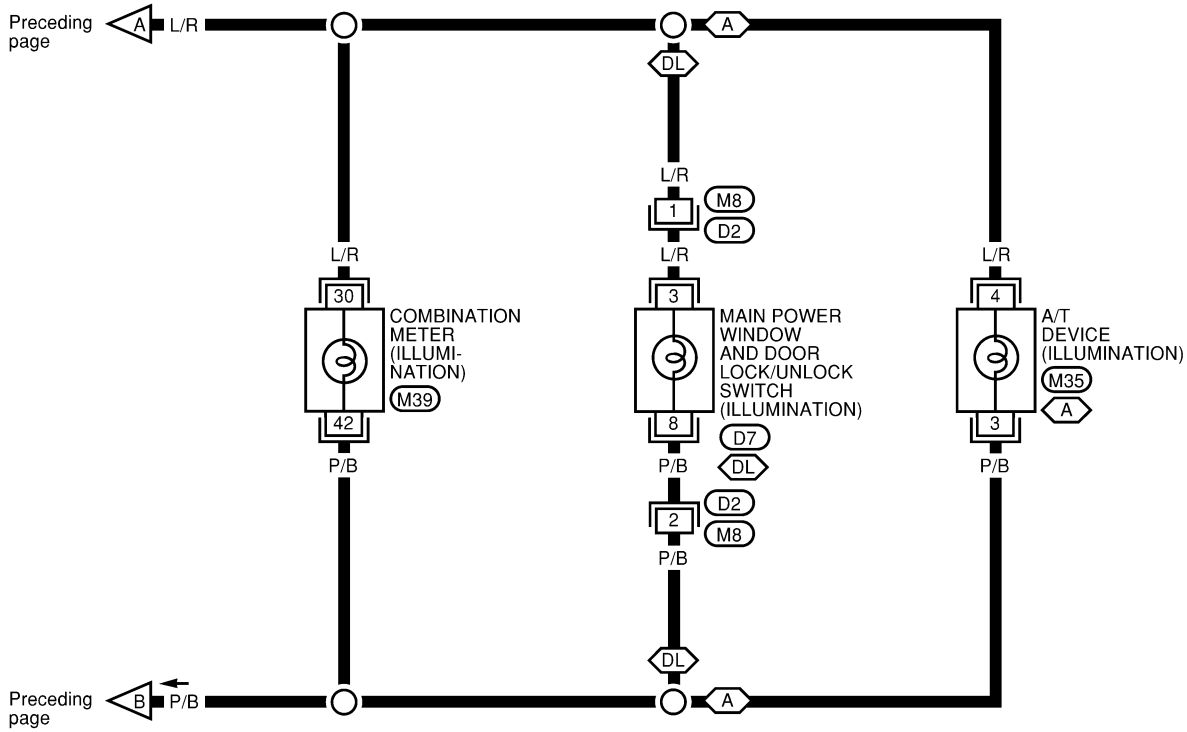 Preceding
page
A
L/R
A
DL
L/R
1
M8
D2
L/R
L/R
L/R
30
3
4
COMBINATION
METER
(ILLUMI-
NATION)
M39
MAIN POWER
WINDOW
AND DOOR
LOCK/UNLOCK
SWITCH
(ILLUMINATION)
D7
DL
A/T
DEVICE
(ILLUMINATION)
M35
A
42
8
3
P/B
P/B
P/B
2
D2
M8
P/B
DL
Preceding
page
B
P/B
A